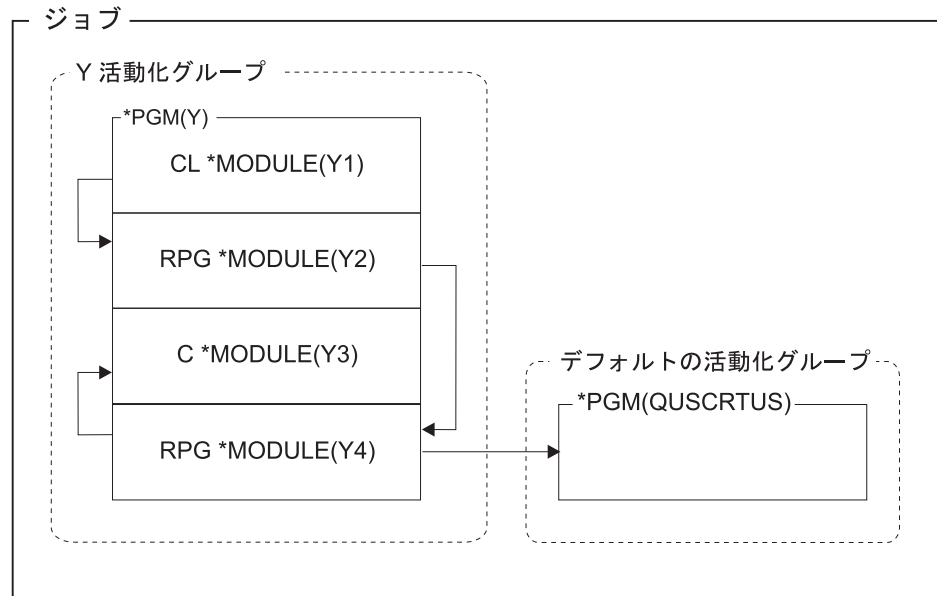 ジョブ
Y 活動化グループ
*PGM(Y)
CL *MODULE(Y1)
RPG *MODULE(Y2)
C *MODULE(Y3)
RPG *MODULE(Y4)
デフォルトの活動化グループ
*PGM(QUSCRTUS)